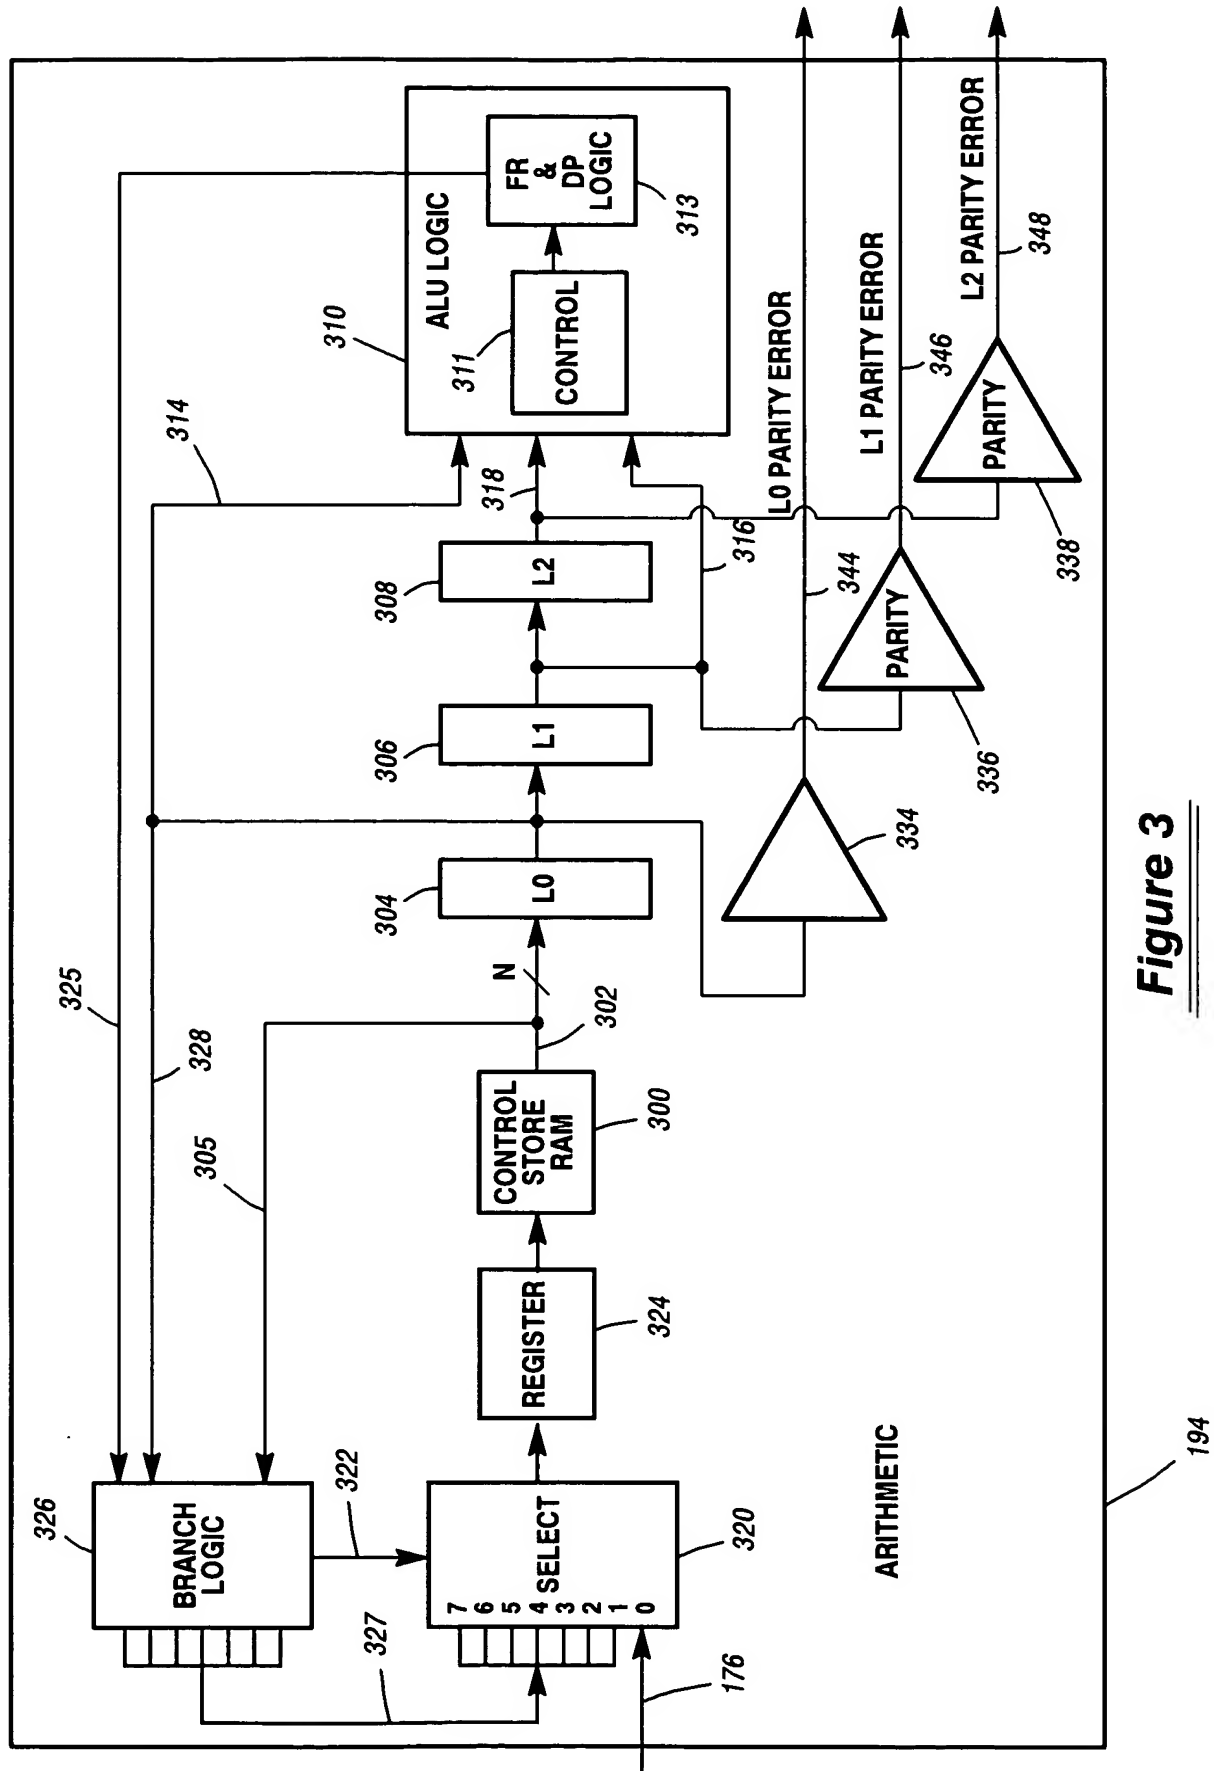 326
BRANCH
LOGIC
325
328
305
327
322
7
6
5
4
3
2
1
0
SELECT
320
176
REGISTER
324
CONTROL
STORE
RAM
300
302
N
304
L0
306
L1
308
L2
314
318
316
310
ALU LOGIC
311
CONTROL
FR
&
DP
LOGIC
313
334
344
L0 PARITY ERROR
PARITY
336
346
L1 PARITY ERROR
PARITY
338
348
L2 PARITY ERROR
ARITHMETIC
194
Figure 3